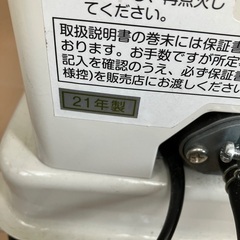 てください。
取扱説明書の巻末には保証書
おります。お手数ですが所定
記入を確認のうえ、必ず保証
様控)を販売店にお渡しくださ
21年製